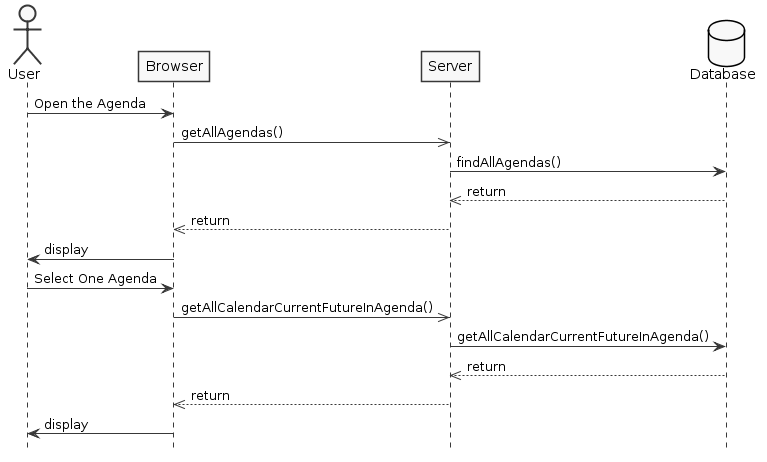 User
Browser
Server
Database
Open the Agenda
getAllAgendas()
findAllAgendas()
return
return
display
Select One Agenda
getAllCalendarCurrentFutureInAgenda()
getAllCalendarCurrentFutureInAgenda()
return
return
display